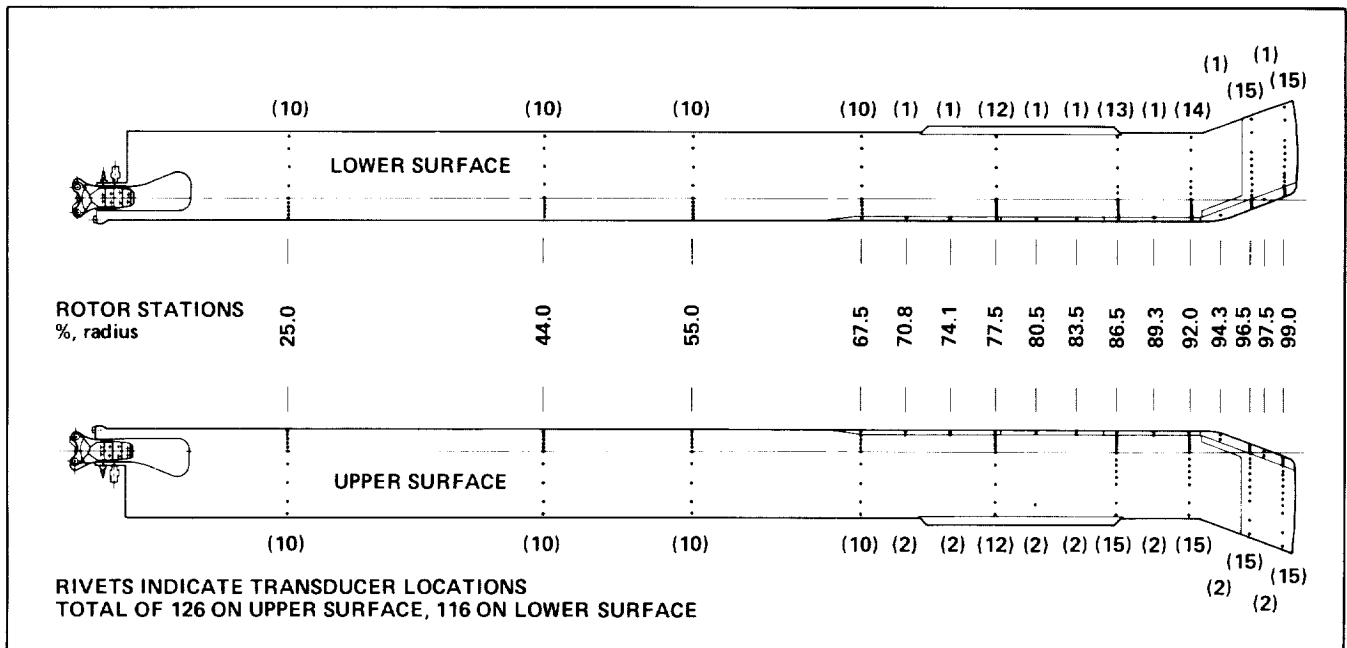 (1) (1)
(15) (15)
(10) (10) (10) (10) (1) (1) (12) (1) (1) (13) (1) (14)
LOWER SURFACE
ROTOR STATIONS
%, radius
25.0 44.0 55.0 67.5 70.8 74.1 77.5 80.5 83.5 86.5 89.3 92.0 94.3 96.5 97.5 99.0
UPPER SURFACE
(10) (10) (10) (10) (2) (2) (12) (2) (2) (15) (2) (15)
(15) (15)
(2) (2)
RIVETS INDICATE TRANSDUCER LOCATIONS
TOTAL OF 126 ON UPPER SURFACE, 116 ON LOWER SURFACE